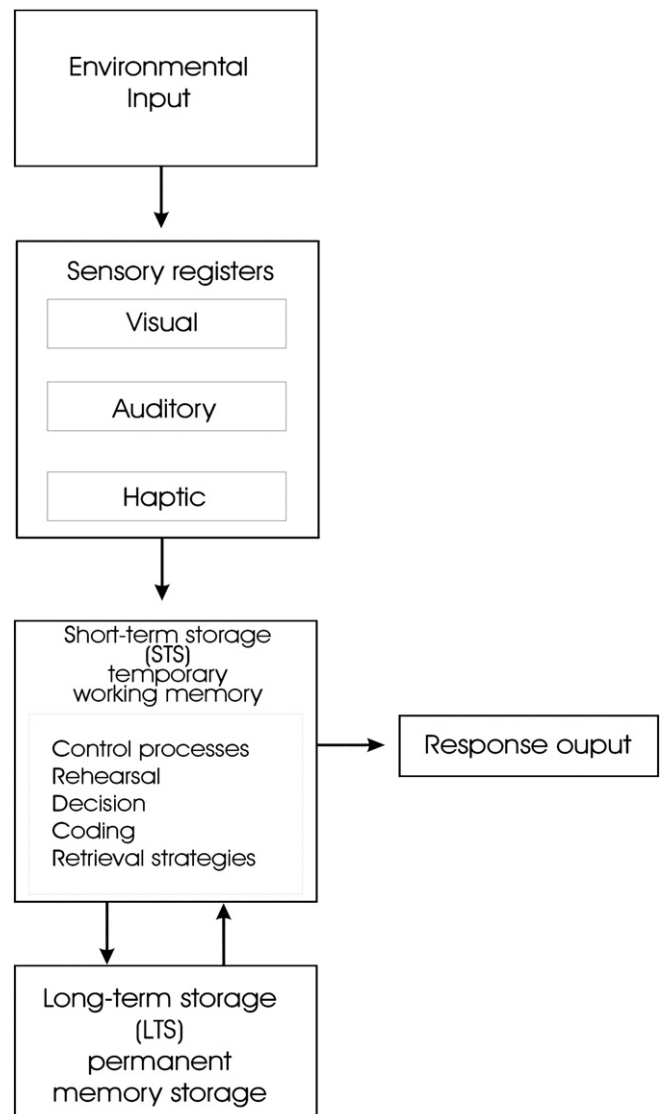 Environmental
Input
Sensory registers
Visual
Auditory
Haptic
Short-term storage
(STS)
temporary
working memory
Control processes
Rehearsal
Decision
Coding
Retrieval strategies
Response ouput
Long-term storage
(LTS)
permanent
memory storage